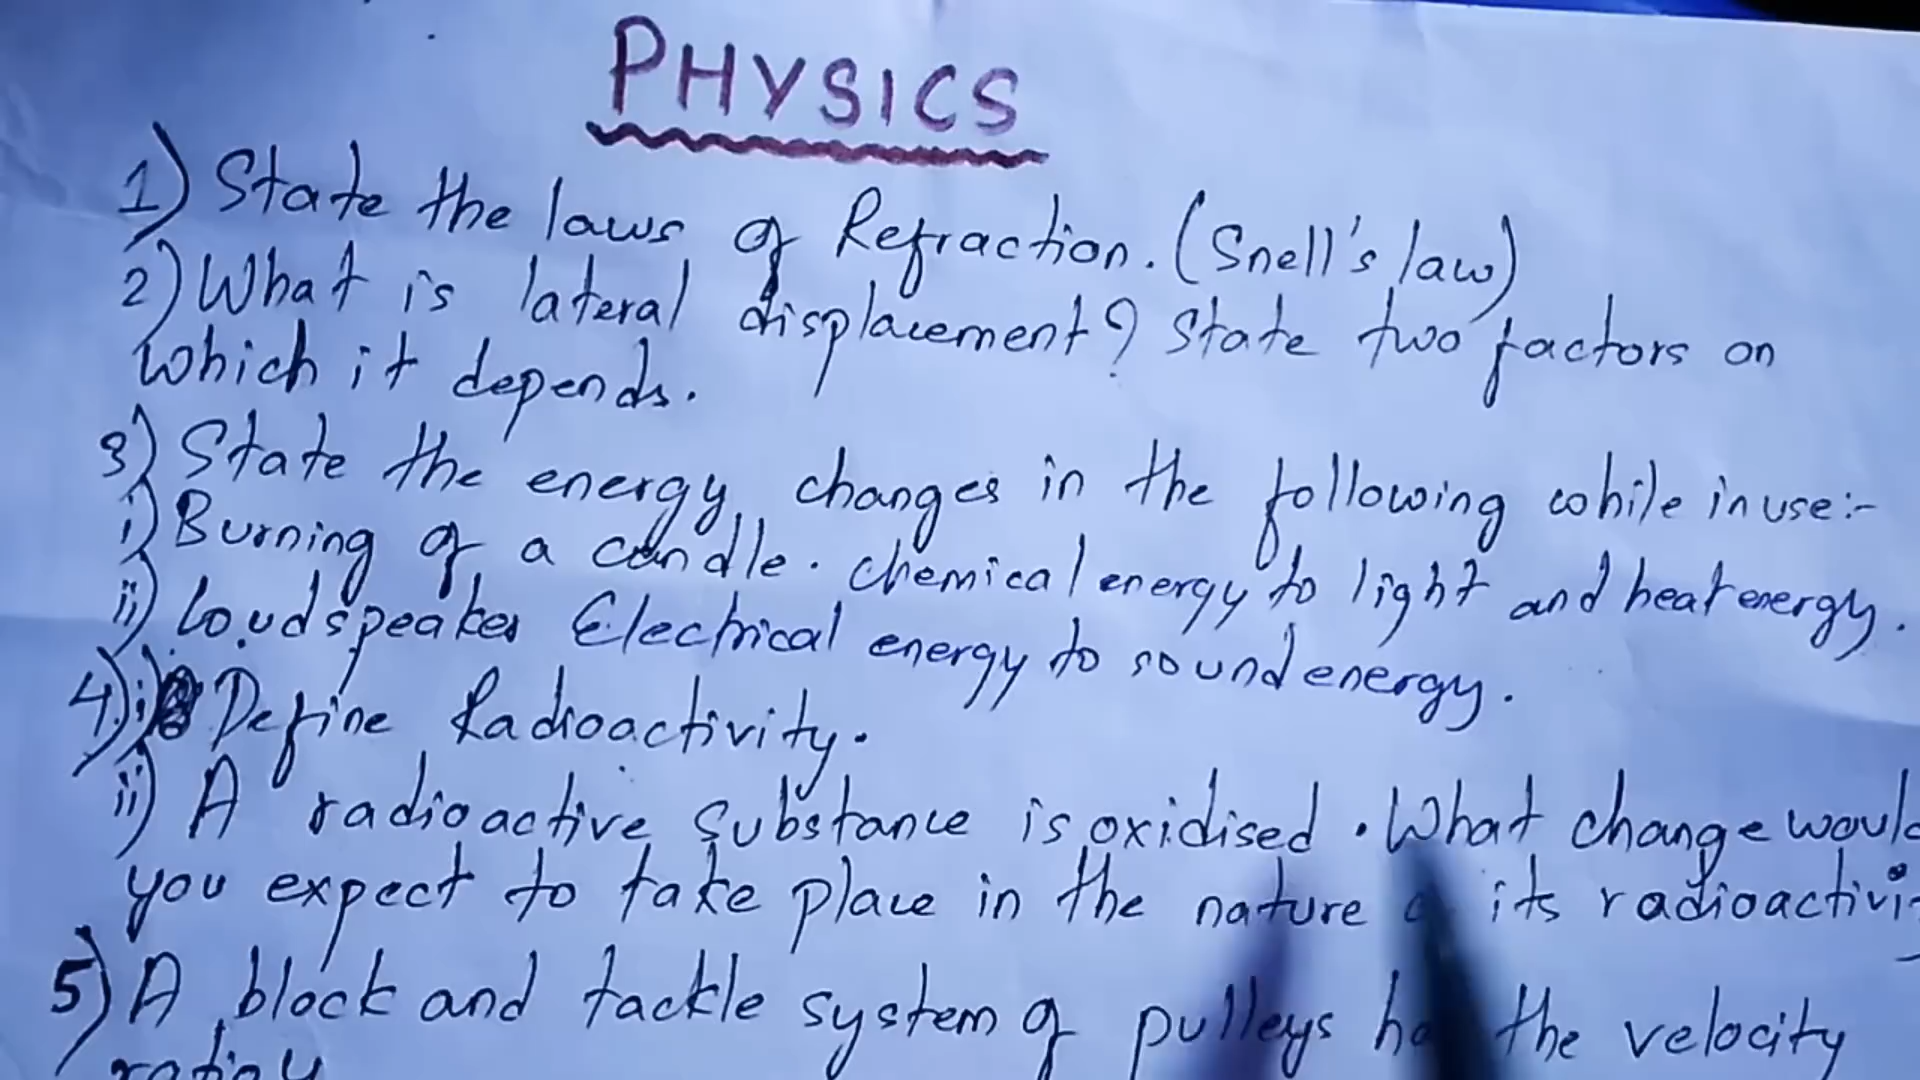 PHYSICS
1) State the laws of Refraction. (Snell's law)
2) What is lateral displacement? State two factors on
which it depends.
3) State the energy changes in the following while in use:-
i) Burning of a candle. Chemical energy to light and heat energy.
ii) Loudspeaker Electrical energy to sound energy.
4) i) Define Radioactivity.
ii) A radioactive substance is oxidised. What change would
you expect to take place in the nature its radioactivi
5) A block and tackle system of pulleys the velocity